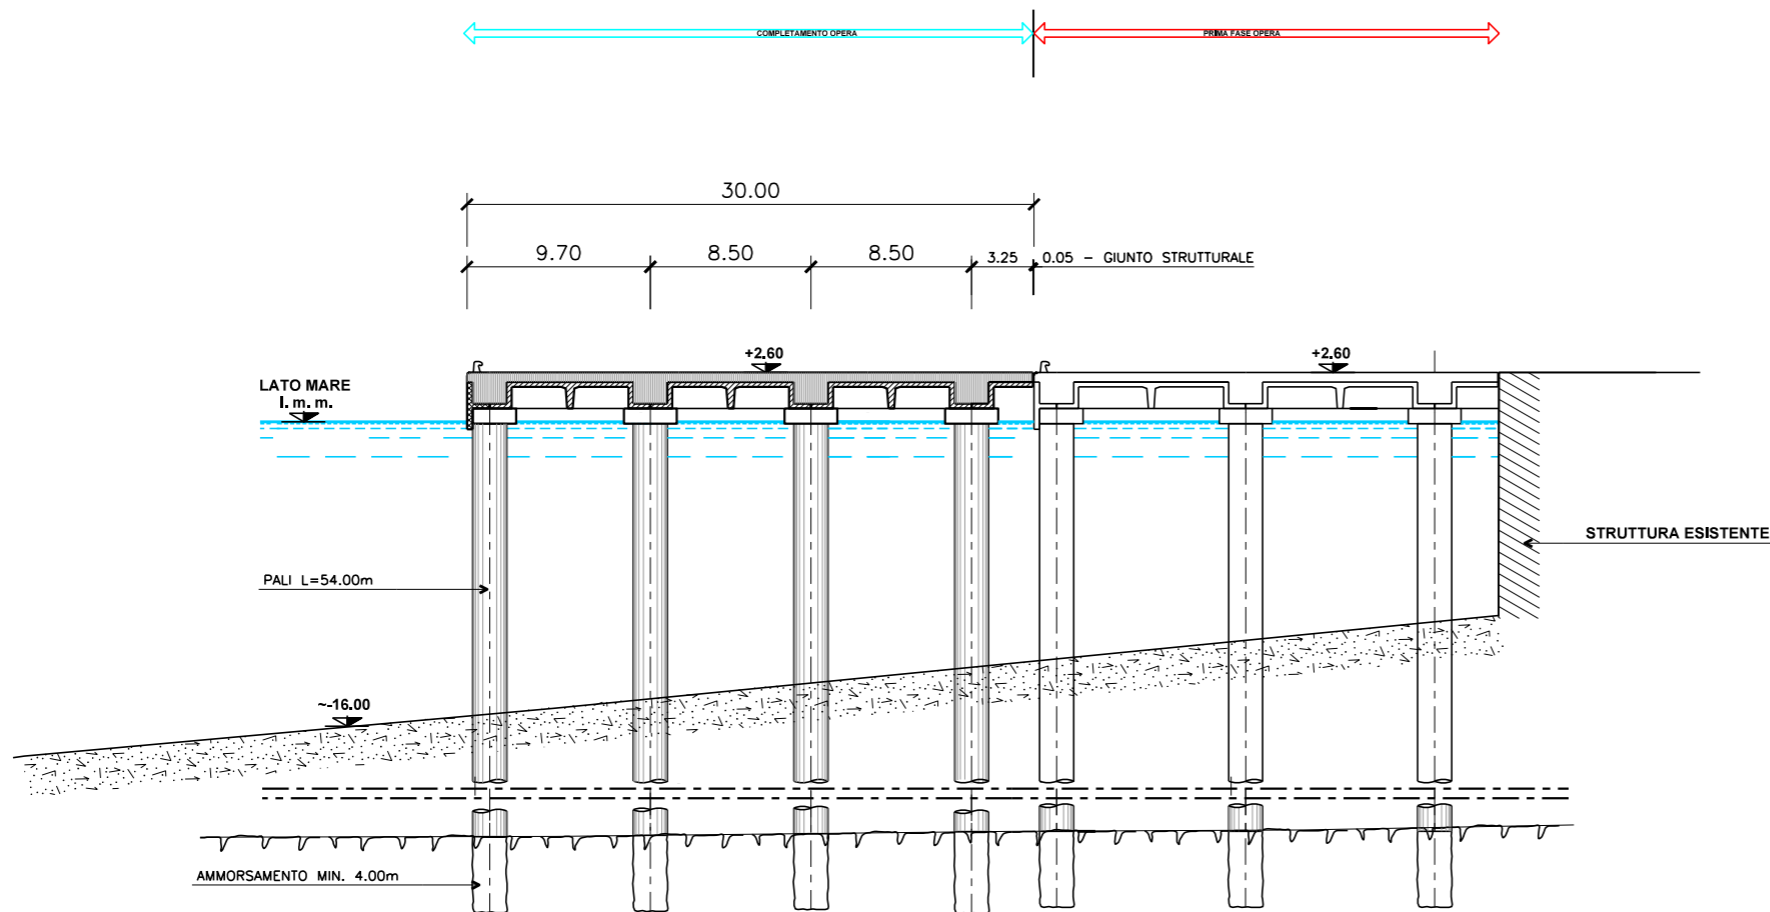 COMPLETAMENTO OPERA
PRIMA FASE OPERA
30.00
9.70
8.50
8.50
3.25
0.05 - GIUNTO STRUTTURALE
+2.60
+2.60
LATO MARE
l. m. m.
STRUTTURA ESISTENTE
PALI L=54.00m
~-16.00
AMMORSAMENTO MIN. 4.00m